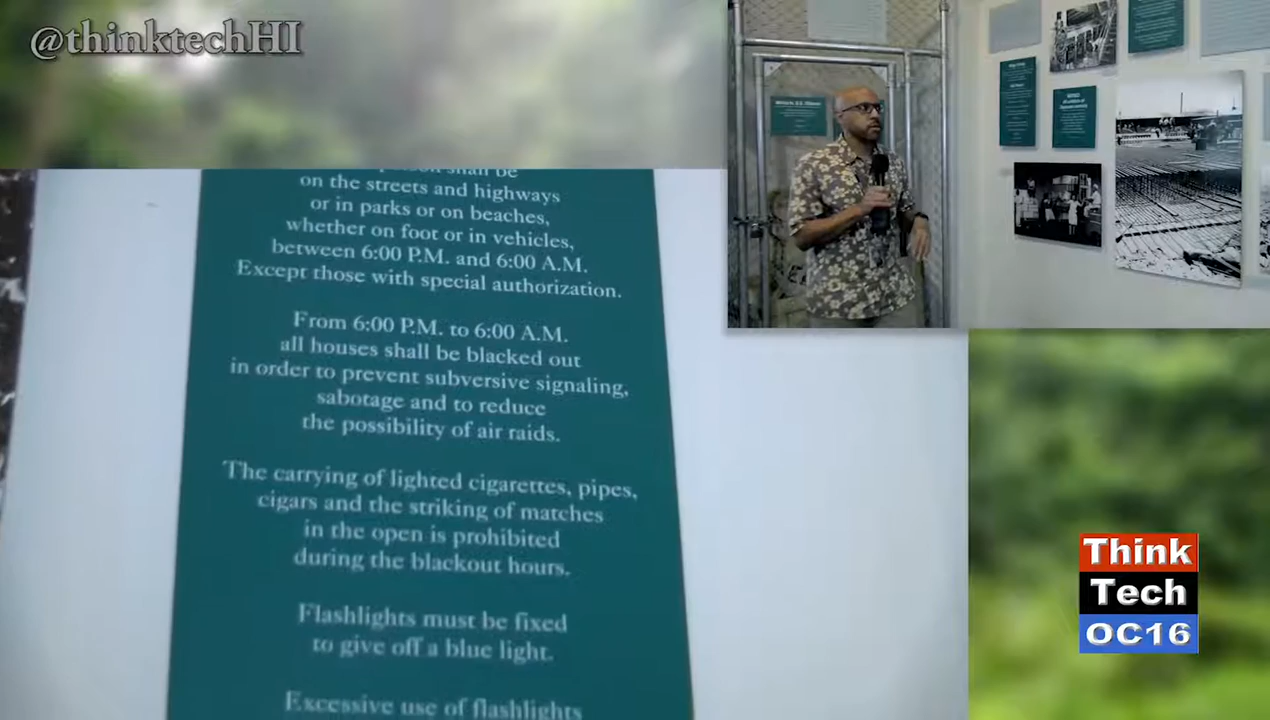 @thinktechHI
shall be
on the streets and highways
or in parks or on beaches,
whether on foot or in vehicles,
between 6:00 P.M. and 6:00 A.M.
Except those with special authorization.
From 6:00 P.M. to 6:00 A.M.
all houses shall be blacked out
in order to prevent subversive signaling,
sabotage and to reduce
the possibility of air raids.
The carrying of lighted cigarettes, pipes,
cigars and the striking of matches
in the open is prohibited
during the blackout hours.
Flashlights must be fixed
to give off a blue light.
Excessive use of flashlights
Think
Tech
OC16